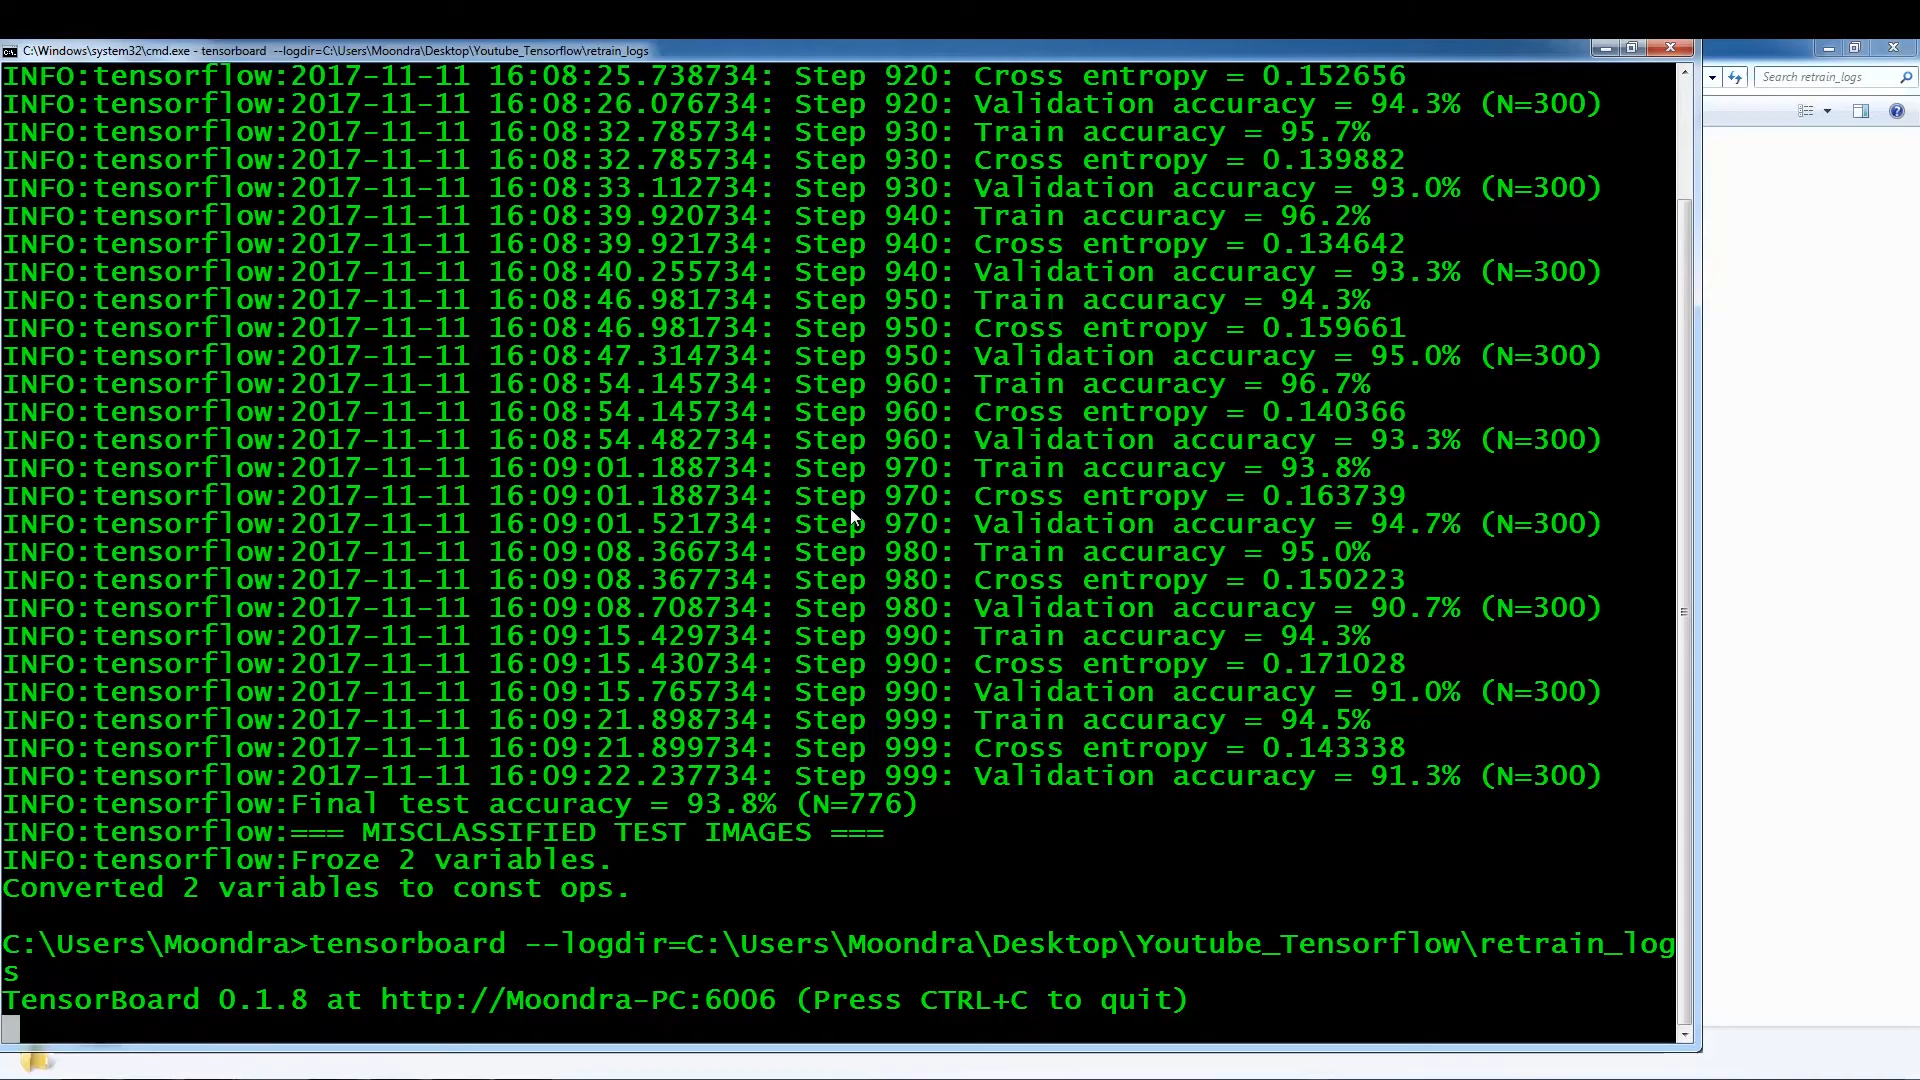 C:\Windows\system32\cmd.exe - tensorboard --logdir=C:\Users\Moondra\Desktop\Youtube_Tensorflow\retrain_logs
Search retrain_logs
INFO:tensorflow:2017-11-11 16:08:25.738734: Step 920: Cross entropy = 0.152656
INFO:tensorflow:2017-11-11 16:08:26.076734: Step 920: Validation accuracy = 94.3% (N=300)
INFO:tensorflow:2017-11-11 16:08:32.785734: Step 930: Train accuracy = 95.7%
INFO:tensorflow:2017-11-11 16:08:32.785734: Step 930: Cross entropy = 0.139882
INFO:tensorflow:2017-11-11 16:08:33.112734: Step 930: Validation accuracy = 93.0% (N=300)
INFO:tensorflow:2017-11-11 16:08:39.920734: Step 940: Train accuracy = 96.2%
INFO:tensorflow:2017-11-11 16:08:39.921734: Step 940: Cross entropy = 0.134642
INFO:tensorflow:2017-11-11 16:08:40.255734: Step 940: Validation accuracy = 93.3% (N=300)
INFO:tensorflow:2017-11-11 16:08:46.981734: Step 950: Train accuracy = 94.3%
INFO:tensorflow:2017-11-11 16:08:46.981734: Step 950: Cross entropy = 0.159661
INFO:tensorflow:2017-11-11 16:08:47.314734: Step 950: Validation accuracy = 95.0% (N=300)
INFO:tensorflow:2017-11-11 16:08:54.145734: Step 960: Train accuracy = 96.7%
INFO:tensorflow:2017-11-11 16:08:54.145734: Step 960: Cross entropy = 0.140366
INFO:tensorflow:2017-11-11 16:08:54.482734: Step 960: Validation accuracy = 93.3% (N=300)
INFO:tensorflow:2017-11-11 16:09:01.188734: Step 970: Train accuracy = 93.8%
INFO:tensorflow:2017-11-11 16:09:01.188734: Step 970: Cross entropy = 0.163739
INFO:tensorflow:2017-11-11 16:09:01.521734: Step 970: Validation accuracy = 94.7% (N=300)
INFO:tensorflow:2017-11-11 16:09:08.366734: Step 980: Train accuracy = 95.0%
INFO:tensorflow:2017-11-11 16:09:08.367734: Step 980: Cross entropy = 0.150223
INFO:tensorflow:2017-11-11 16:09:08.708734: Step 980: Validation accuracy = 90.7% (N=300)
INFO:tensorflow:2017-11-11 16:09:15.429734: Step 990: Train accuracy = 94.3%
INFO:tensorflow:2017-11-11 16:09:15.430734: Step 990: Cross entropy = 0.171028
INFO:tensorflow:2017-11-11 16:09:15.765734: Step 990: Validation accuracy = 91.0% (N=300)
INFO:tensorflow:2017-11-11 16:09:21.898734: Step 999: Train accuracy = 94.5%
INFO:tensorflow:2017-11-11 16:09:21.899734: Step 999: Cross entropy = 0.143338
INFO:tensorflow:2017-11-11 16:09:22.237734: Step 999: Validation accuracy = 91.3% (N=300)
INFO:tensorflow:Final test accuracy = 93.8% (N=776)
INFO:tensorflow:=== MISCLASSIFIED TEST IMAGES ===
INFO:tensorflow:Froze 2 variables.
Converted 2 variables to const ops.
C:\Users\Moondra>tensorboard --logdir=C:\Users\Moondra\Desktop\Youtube_Tensorflow\retrain_log
s
TensorBoard 0.1.8 at http://Moondra-PC:6006 (Press CTRL+C to quit)